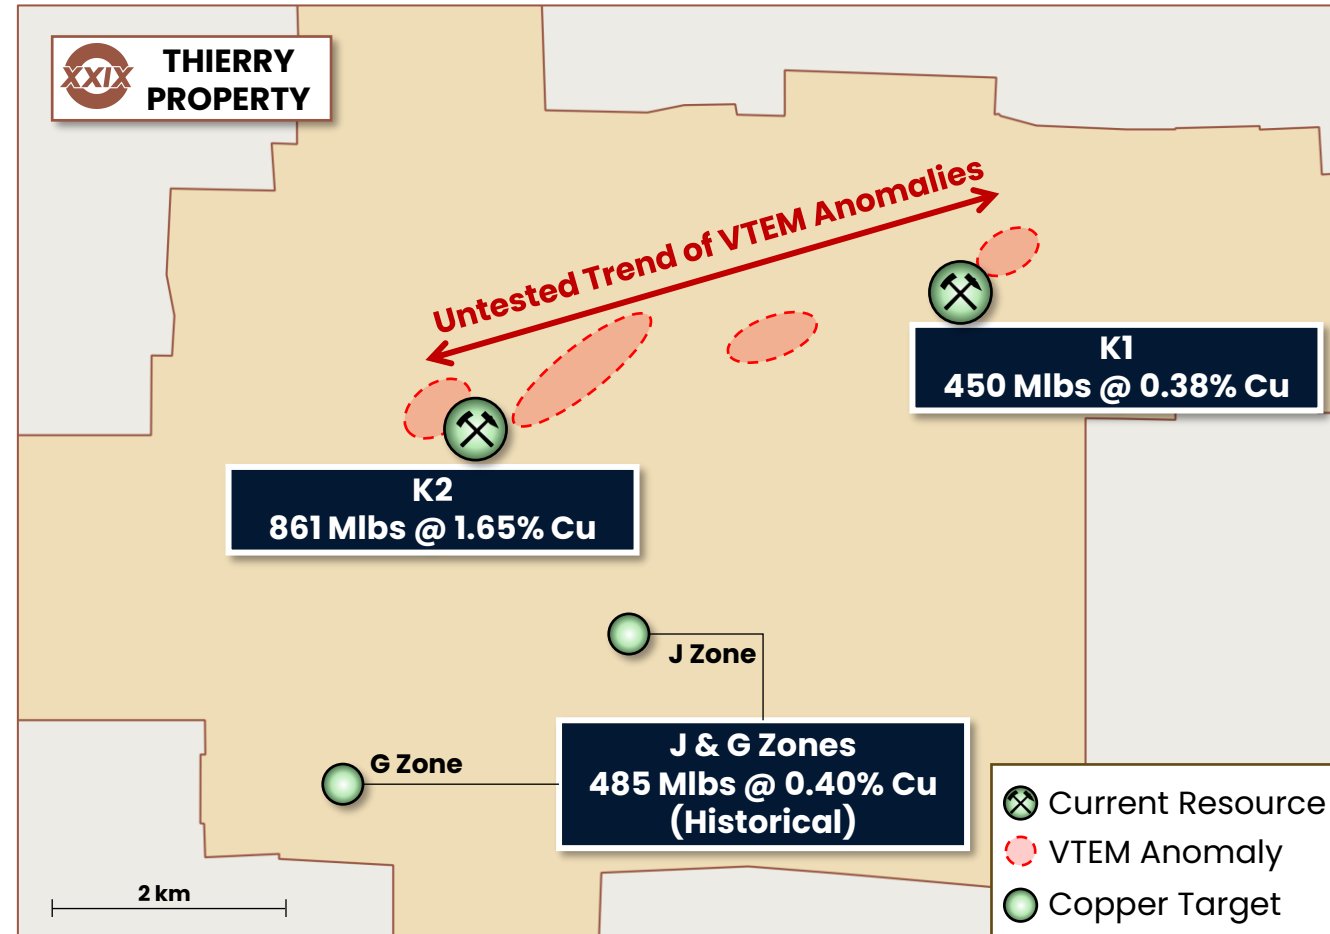 XXIX
THIERRY
PROPERTY
Untested Trend of VTEM Anomalies
K1
450 Mlbs @ 0.38% Cu
K2
861 Mlbs @ 1.65% Cu
J Zone
G Zone
J & G Zones
485 Mlbs @ 0.40% Cu
(Historical)
Current Resource
VTEM Anomaly
Copper Target
2 km